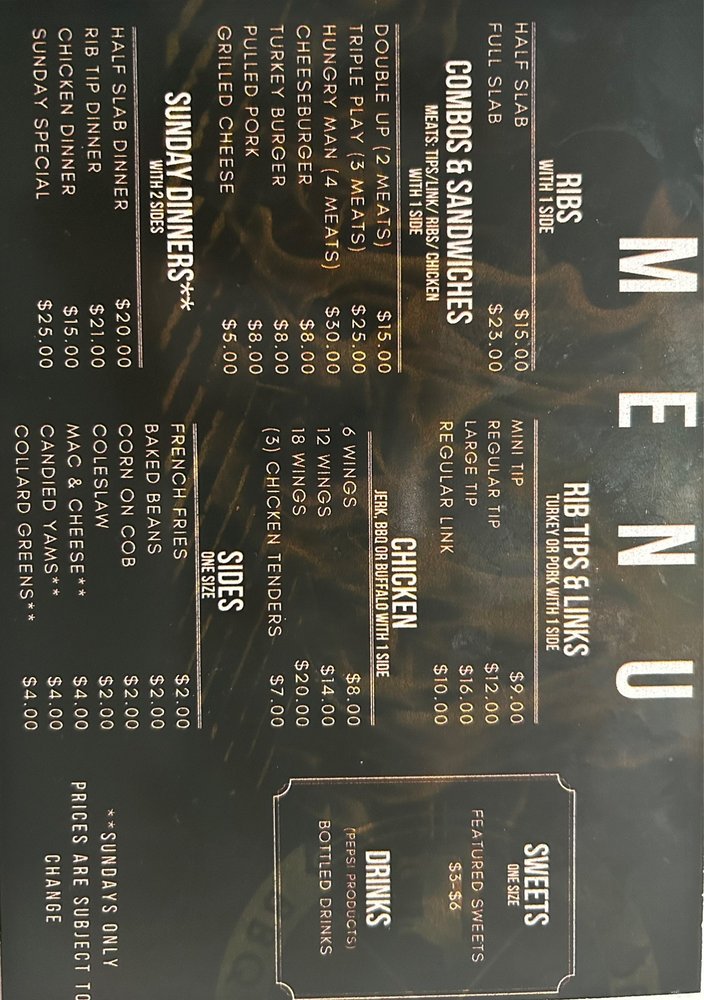 MENU
RIBS
WITH 1 SIDE
HALF SLAB $15.00
FULL SLAB $23.00
COMBOS & SANDWICHES
MEATS: TIPS/LINK/ RIBS/ CHICKEN
WITH 1 SIDE
DOUBLE UP (2 MEATS) $15.00
TRIPLE PLAY (3 MEATS) $25.00
HUNGRY MAN (4 MEATS) $30.00
CHEESEBURGER $8.00
TURKEY BURGER $8.00
PULLED PORK $8.00
GRILLED CHEESE $5.00
SUNDAY DINNERS**
WITH 2 SIDES
HALF SLAB DINNER $20.00
RIB TIP DINNER $21.00
CHICKEN DINNER $15.00
SUNDAY SPECIAL $25.00
RIB TIPS & LINKS
TURKEY OR PORK WITH 1 SIDE
MINI TIP $9.00
REGULAR TIP $12.00
LARGE TIP $16.00
REGULAR LINK $10.00
CHICKEN
JERK, BBQ OR BUFFALO WITH 1 SIDE
6 WINGS $8.00
12 WINGS $14.00
18 WINGS $20.00
(3) CHICKEN TENDERS $7.00
SIDES
ONE SIZE
FRENCH FRIES $2.00
BAKED BEANS $2.00
CORN ON COB $2.00
COLESLAW $2.00
MAC & CHEESE** $4.00
CANDIED YAMS** $4.00
COLLARD GREENS** $4.00
SWEETS
ONE SIZE
FEATURED SWEETS
$3-$6
DRINKS
(PEPSI PRODUCTS)
BOTTLED DRINKS
**SUNDAYS ONLY
PRICES ARE SUBJECT TO
CHANGE